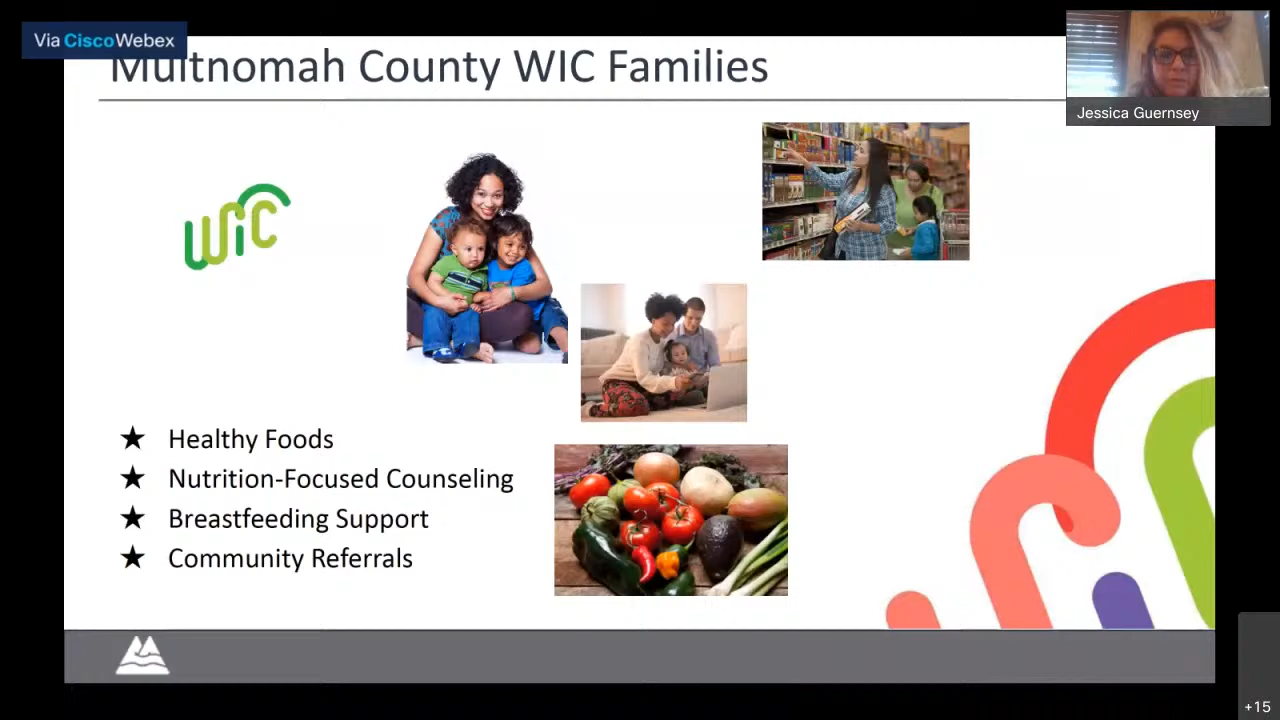 Via Cisco Webex
Multnomah County WIC Families
Jessica Guernsey
WIC
★ Healthy Foods
★ Nutrition-Focused Counseling
★ Breastfeeding Support
★ Community Referrals
+15